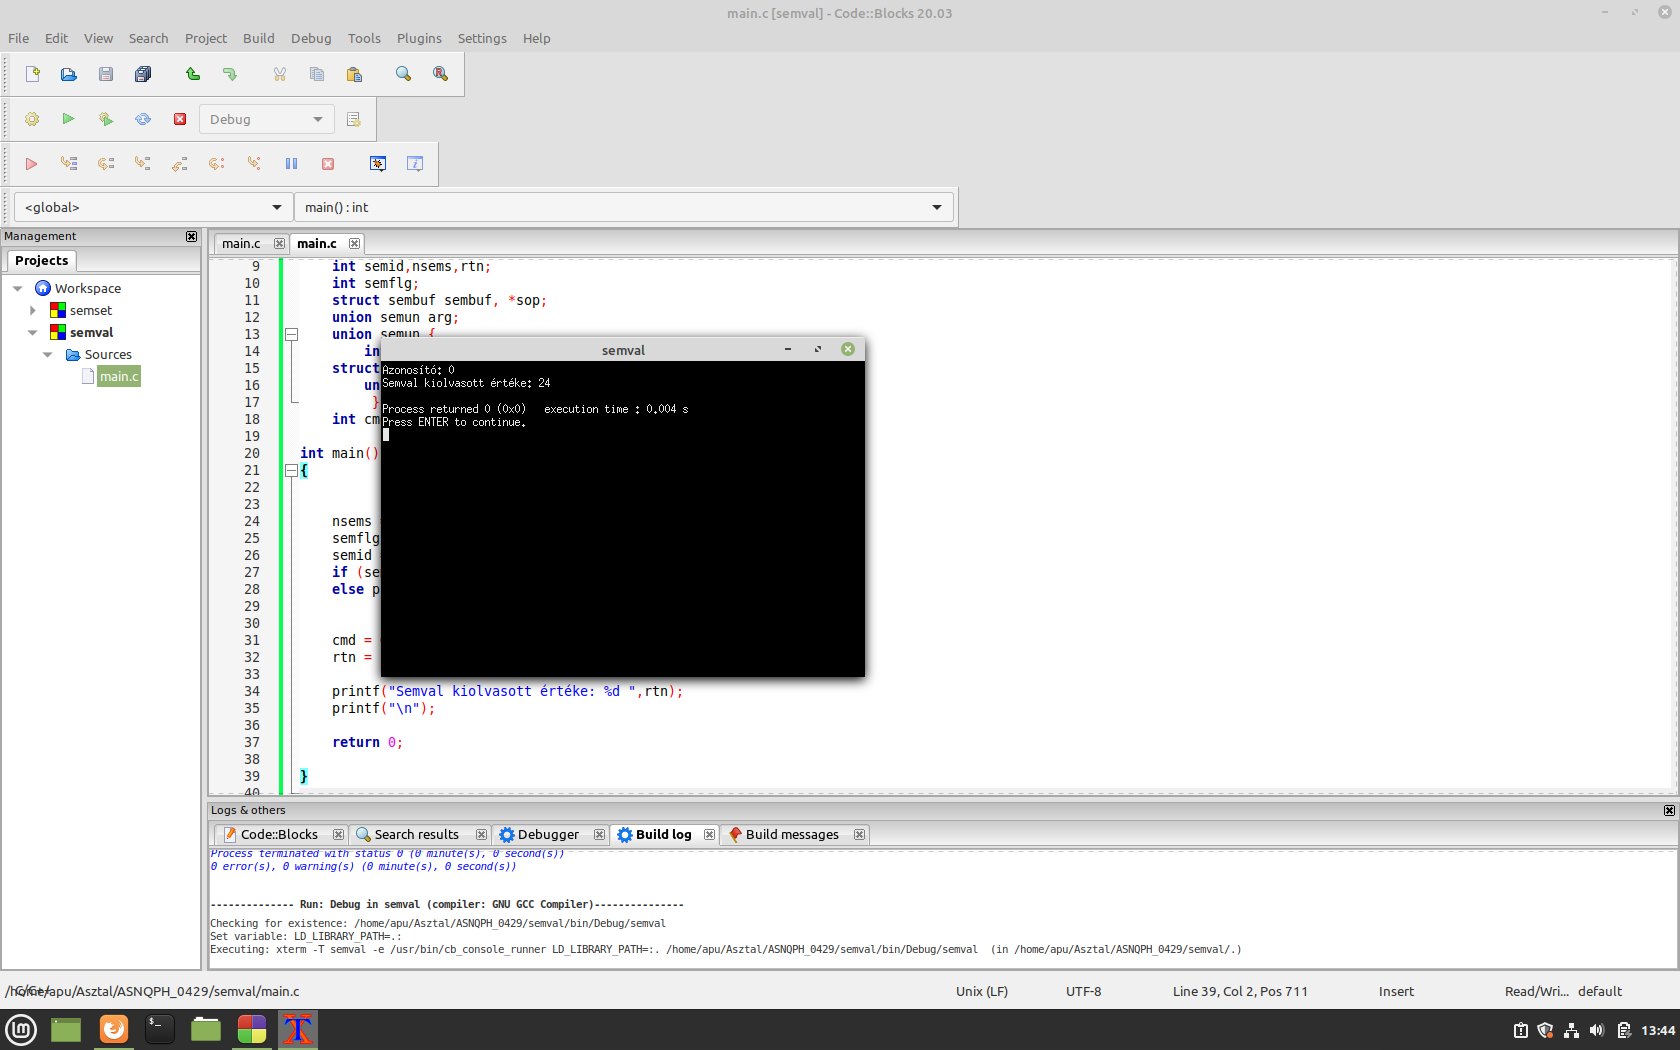 main.c [semval] - Code::Blocks 20.03
File Edit View Search Project Build Debug Tools Plugins Settings Help
Debug
<global> main() : int
Management
Projects
Workspace
semset
semval
Sources
main.c
main.c main.c
9 int semid,nsems,rtn;
10 int semflg;
11 struct sembuf sembuf, *sop;
12 union semun arg;
13 union semun {
14 in
15 struct
16 un
17 }
18 int cm
19
20 int main()
21 {
22
23
24 nsems
25 semflg
26 semid
27 if (se
28 else p
29
30
31 cmd =
32 rtn =
33
34 printf("Semval kiolvasott értéke: %d ",rtn);
35 printf("\n");
36
37 return 0;
38
39 }
40
semval
Azonosító: 0
Semval kiolvasott értéke: 24
Process returned 0 (0x0) execution time : 0.004 s
Press ENTER to continue.
Logs & others
Code::Blocks Search results Debugger Build log Build messages
Process terminated with status 0 (0 minute(s), 0 second(s))
0 error(s), 0 warning(s) (0 minute(s), 0 second(s))
-------------- Run: Debug in semval (compiler: GNU GCC Compiler)---------------
Checking for existence: /home/apu/Asztal/ASNQPH_0429/semval/bin/Debug/semval
Set variable: LD_LIBRARY_PATH=.:
Executing: xterm -T semval -e /usr/bin/cb_console_runner LD_LIBRARY_PATH=:. /home/apu/Asztal/ASNQPH_0429/semval/bin/Debug/semval (in /home/apu/Asztal/ASNQPH_0429/semval/.)
/home/apu/Asztal/ASNQPH_0429/semval/main.c C/C++ Unix (LF) UTF-8 Line 39, Col 2, Pos 711 Insert Read/Wri... default
13:44